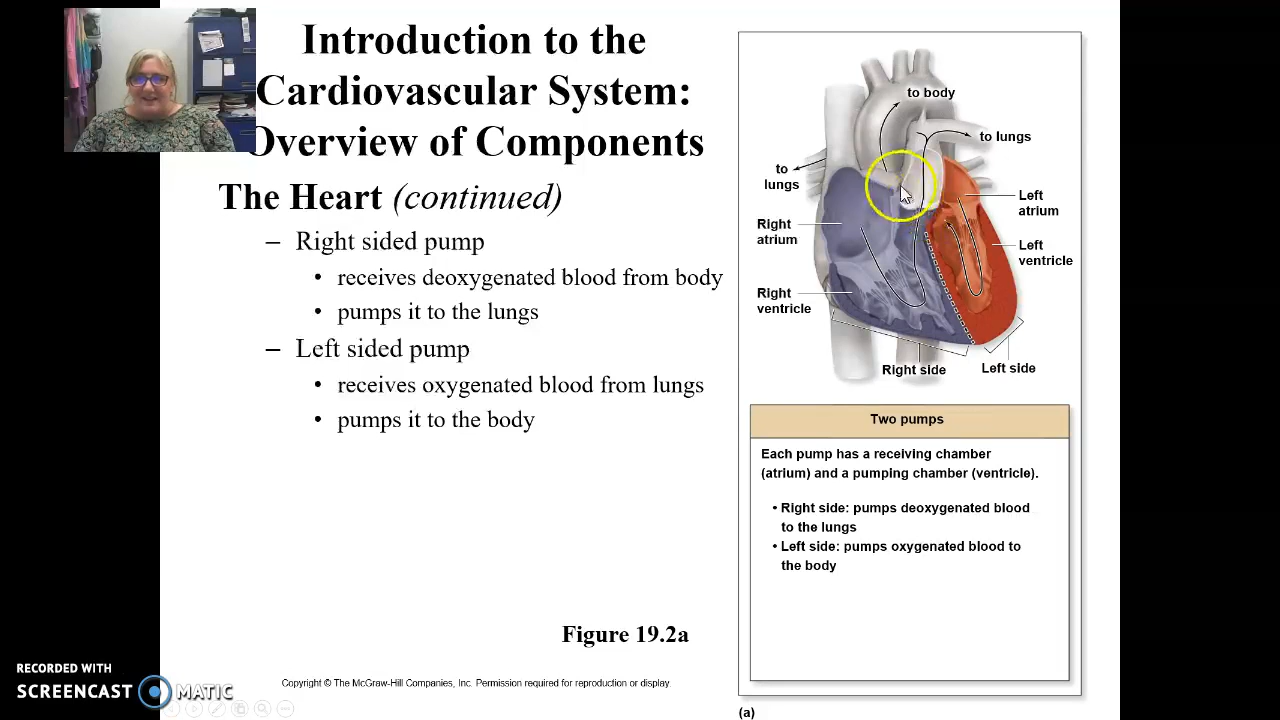 Introduction to the
Cardiovascular System:
Overview of Components
The Heart (continued)
– Right sided pump
• receives deoxygenated blood from body
• pumps it to the lungs
– Left sided pump
• receives oxygenated blood from lungs
• pumps it to the body
Figure 19.2a
Copyright © The McGraw-Hill Companies, Inc. Permission required for reproduction or display.
to body
to lungs
to
lungs
Left
atrium
Right
atrium
Left
ventricle
Right
ventricle
Right side
Left side
Two pumps
Each pump has a receiving chamber
(atrium) and a pumping chamber (ventricle).
• Right side: pumps deoxygenated blood
to the lungs
• Left side: pumps oxygenated blood to
the body
(a)
RECORDED WITH
SCREENCAST MATIC